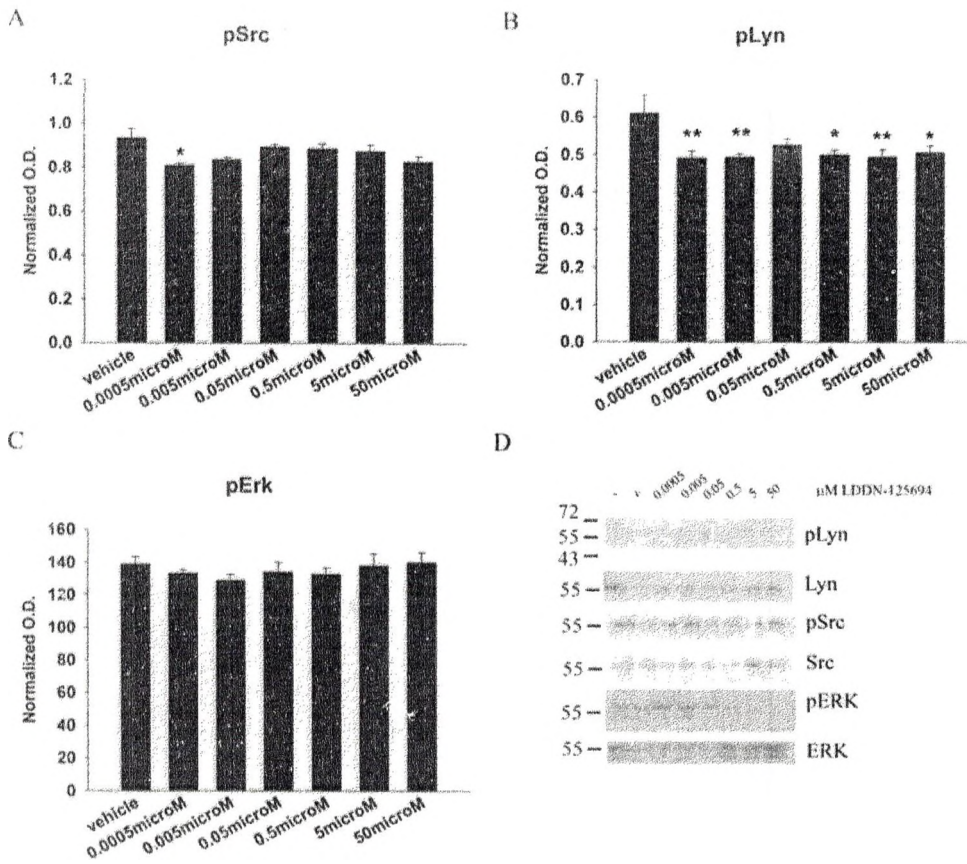 A
pSrc
Normalized O.D.
1.2
1.0
0.8
0.6
0.4
0.2
0.0
*
vehicle
0.0005microM
0.005microM
0.05microM
0.5microM
5microM
50microM
B
pLyn
Normalized O.D.
0.7
0.6
0.5
0.4
0.3
0.2
0.1
0.0
** ** * ** *
vehicle
0.0005microM
0.005microM
0.05microM
0.5microM
5microM
50microM
C
pErk
Normalized O.D.
160
140
120
100
80
60
40
20
0
vehicle
0.0005microM
0.005microM
0.05microM
0.5microM
5microM
50microM
D
- 0.0005 0.005 0.05 0.5 5 50 µM LDDN-125694
72
55 pLyn
43
55 Lyn
55 pSrc
55 Src
55 pERK
55 ERK